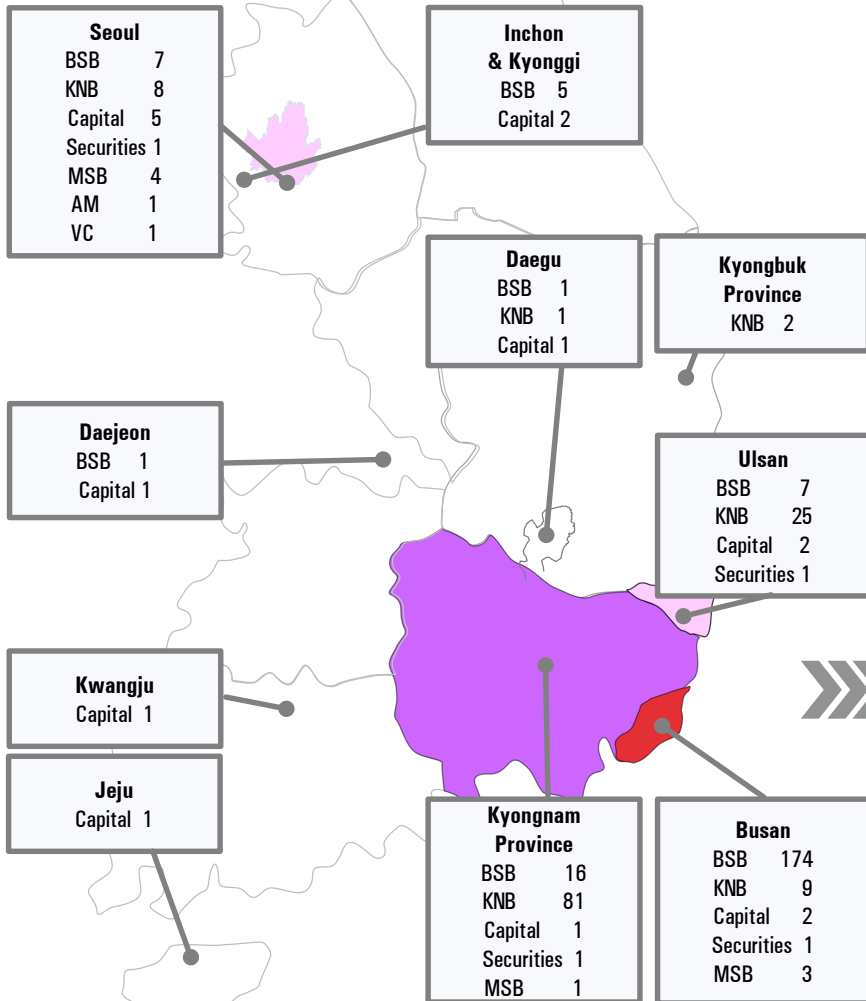 Seoul
BSB 7
KNB 8
Capital 5
Securities 1
MSB 4
AM 1
VC 1
Inchon
& Kyonggi
BSB 5
Capital 2
Daegu
BSB 1
KNB 1
Capital 1
Kyongbuk
Province
KNB 2
Daejeon
BSB 1
Capital 1
Ulsan
BSB 7
KNB 25
Capital 2
Securities 1
Kwangju
Capital 1
Jeju
Capital 1
Kyongnam
Province
BSB 16
KNB 81
Capital 1
Securities 1
MSB 1
Busan
BSB 174
KNB 9
Capital 2
Securities 1
MSB 3